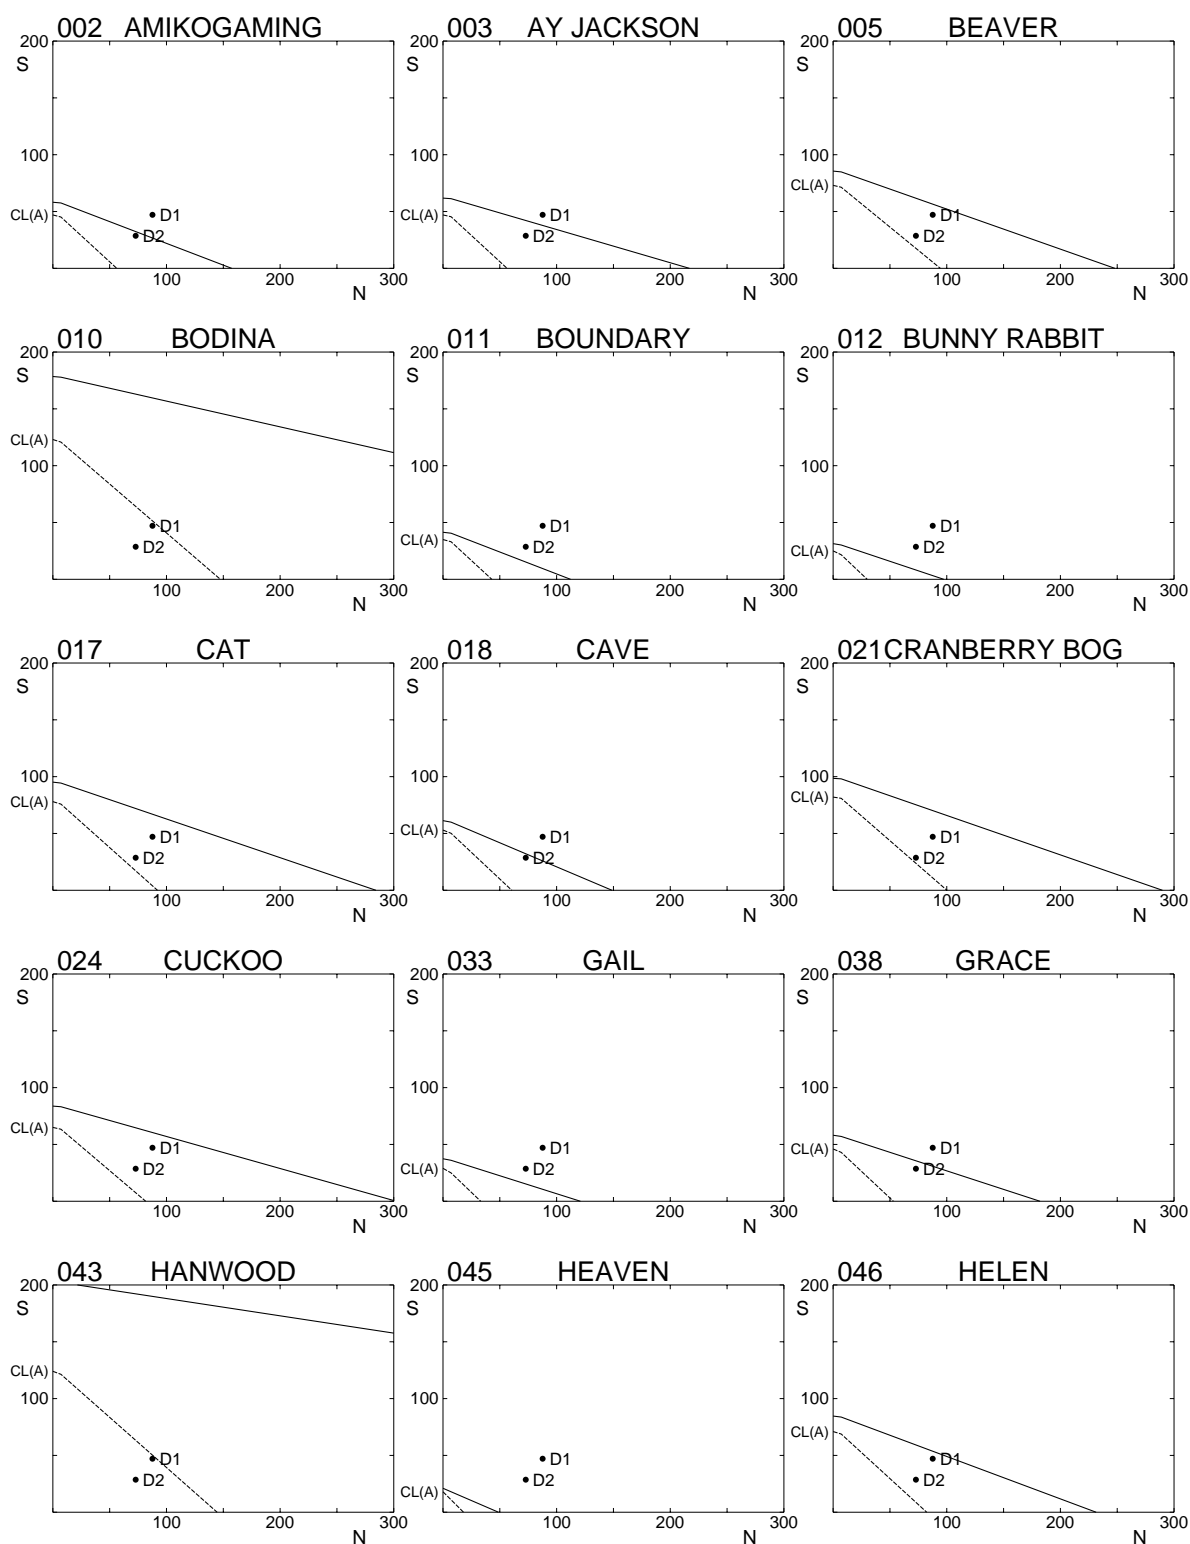 002 AMIKOGAMING 003 AY JACKSON 005 BEAVER
200 200 200
S S S
100 100 100
CL(A)
CL(A) D1 CL(A) D1 D1
D2 D2 D2
100 200 300 100 200 300 100 200 300
N N N
010 BODINA 011 BOUNDARY 012 BUNNY RABBIT
200 200 200
S S S
CL(A)
100 100 100
D1 D1 D1
CL(A) CL(A)
D2 D2 D2
100 200 300 100 200 300 100 200 300
N N N
017 CAT 018 CAVE 021 CRANBERRY BOG
200 200 200
S S S
100 100 100
CL(A) CL(A) CL(A)
D1 D1 D1
D2 D2 D2
100 200 300 100 200 300 100 200 300
N N N
024 CUCKOO 033 GAIL 038 GRACE
200 200 200
S S S
100 100 100
CL(A) D1 D1 CL(A) D1
D2 CL(A) D2 D2
100 200 300 100 200 300 100 200 300
N N N
043 HANWOOD 045 HEAVEN 046 HELEN
200 200 200
S S S
CL(A)
100 100 100
CL(A)
D1 D1 D1
D2 CL(A) D2 D2
100 200 300 100 200 300 100 200 300
N N N